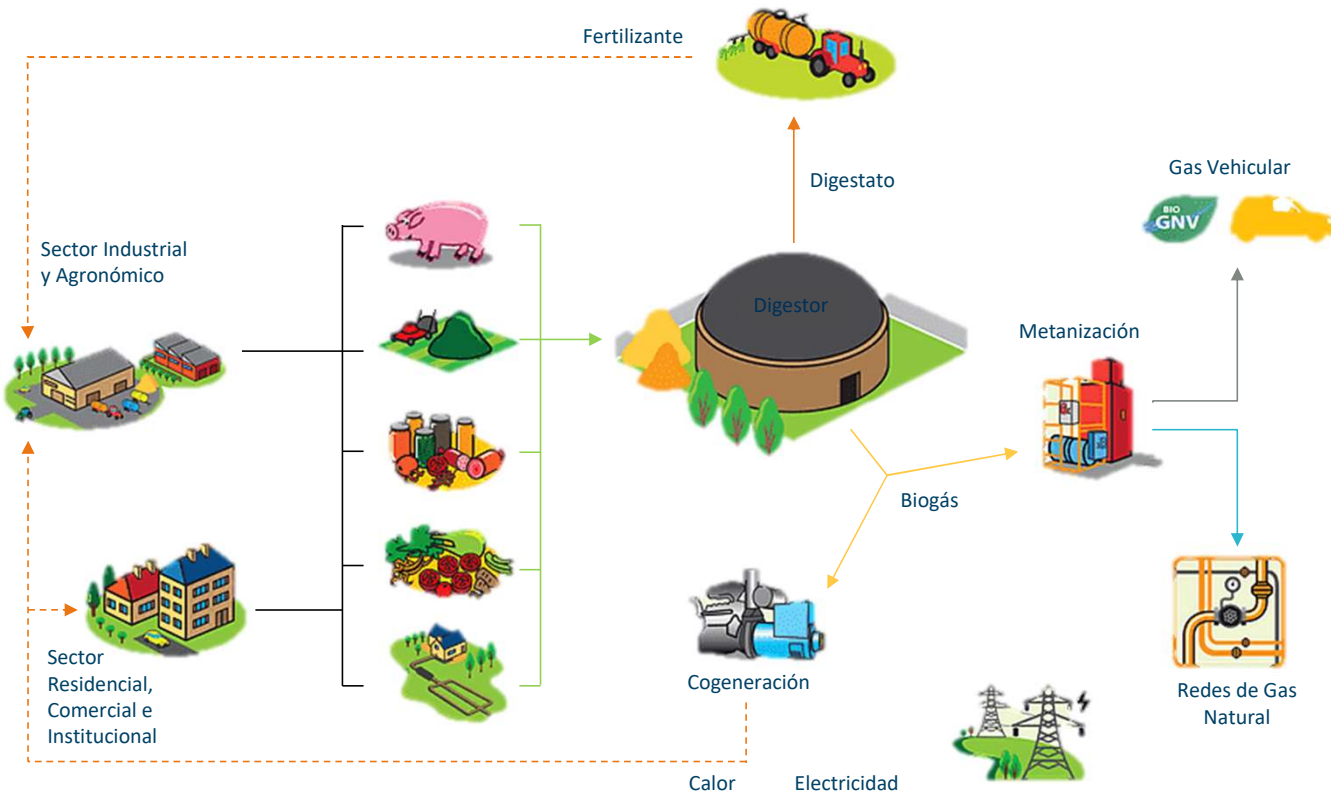 Fertilizante
Digestato
Gas Vehicular
BIO
GNV
Sector Industrial
y Agronómico
Digestor
Metanización
Biogás
Sector
Residencial,
Comercial e
Institucional
Cogeneración
Redes de Gas
Natural
Calor
Electricidad